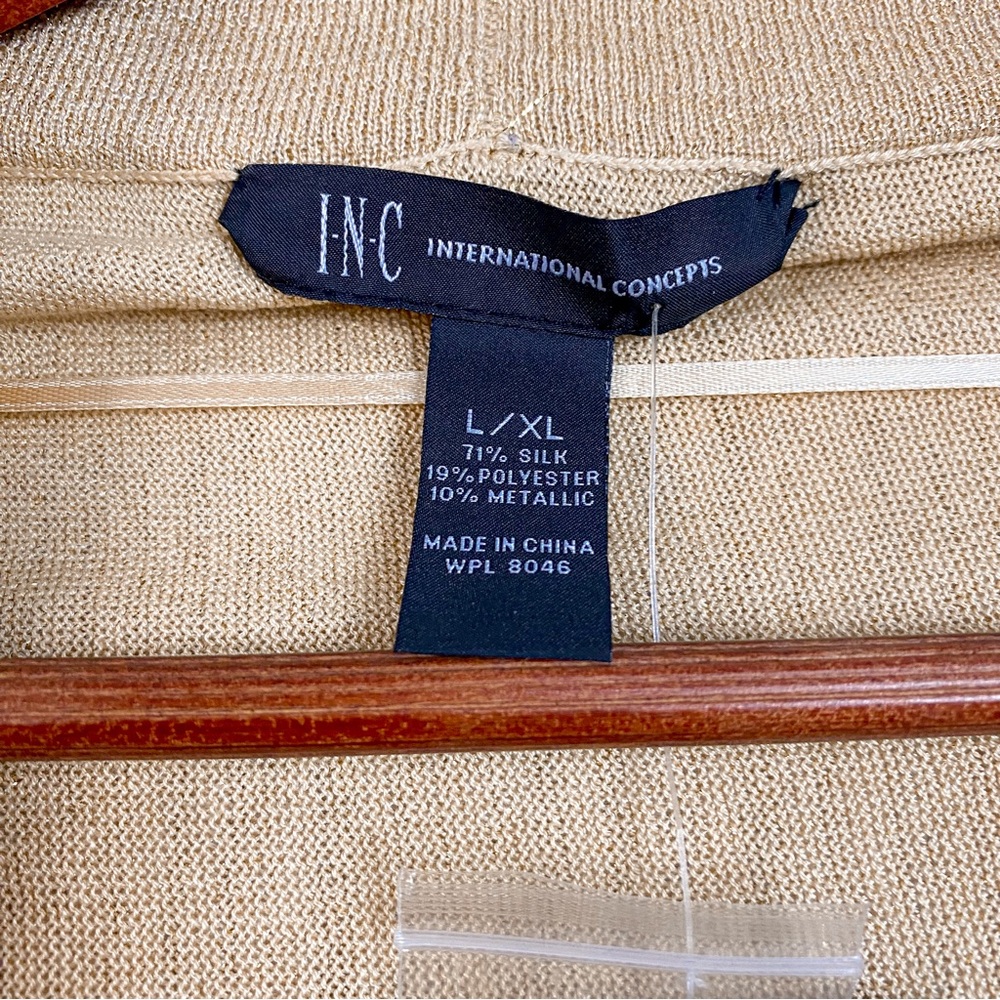 I-N-C INTERNATIONAL CONCEPTS
L/XL
71% SILK
19% POLYESTER
10% METALLIC
MADE IN CHINA
WPL 8046